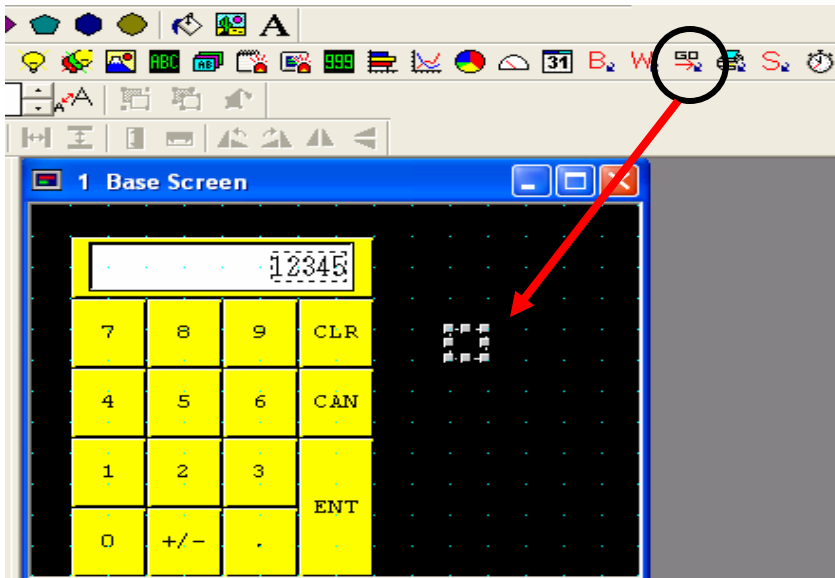 A
ABC AB 999 31 B W GO S
A A
1 Base Screen
12345
7 8 9 CLR
4 5 6 CAN
1 2 3
ENT
0 +/- .